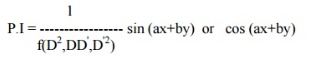 1
P.I = ----------------- sin (ax+by) or cos (ax+by)
f(D²,DD',D'²)